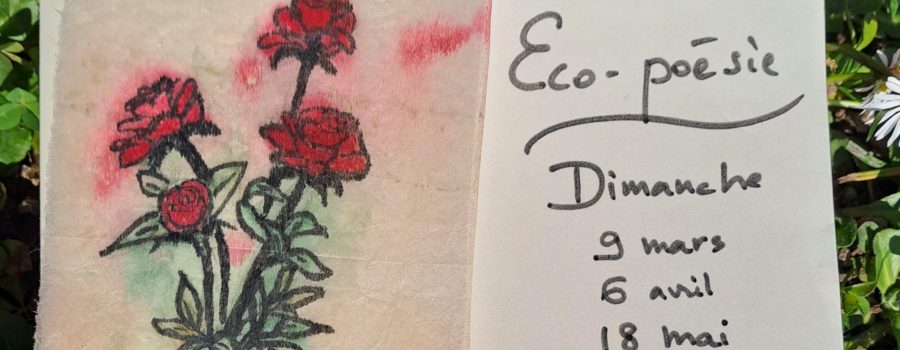 Eco-poésie
Dimanche
9 mars
6 avril
18 mai